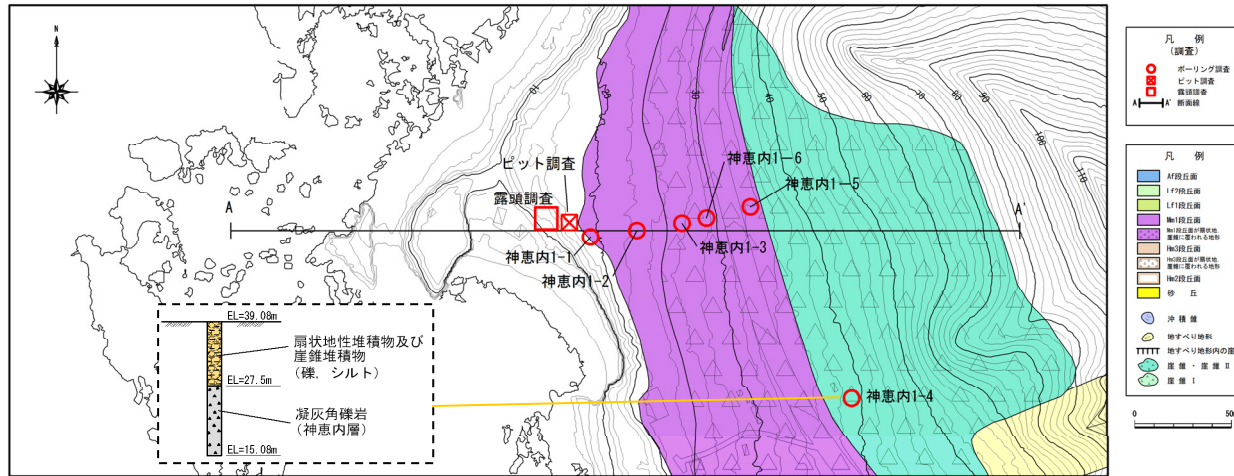 N
10
20
30
40
50
60
70
80
90
100
110
ピット調査
露頭調査
A
A'
神恵内1-1
神恵内1-2
神恵内1-3
神恵内1-6
神恵内1-5
神恵内1-4
EL=39.08m
扇状地性堆積物及び
崖錐堆積物
(礫，シルト)
EL=27.5m
凝灰角礫岩
(神恵内層)
EL=15.08m
凡 例
(調査)
ボーリング調査
ピット調査
露頭調査
A A' 断面線
凡 例
Af段丘面
Lf1段丘面
Mm1段丘面
Mm1段丘面が扇状地,
崖錐に覆われる地形
Hm3段丘面
Hm3段丘面が扇状地,
崖錐に覆われる地形
Hm2段丘面
砂 丘
沖 積 錐
地すべり地形
地すべり地形内の崖
崖 錐 ・ 崖 錐 Ⅱ
崖 錐 Ⅰ
0 50m